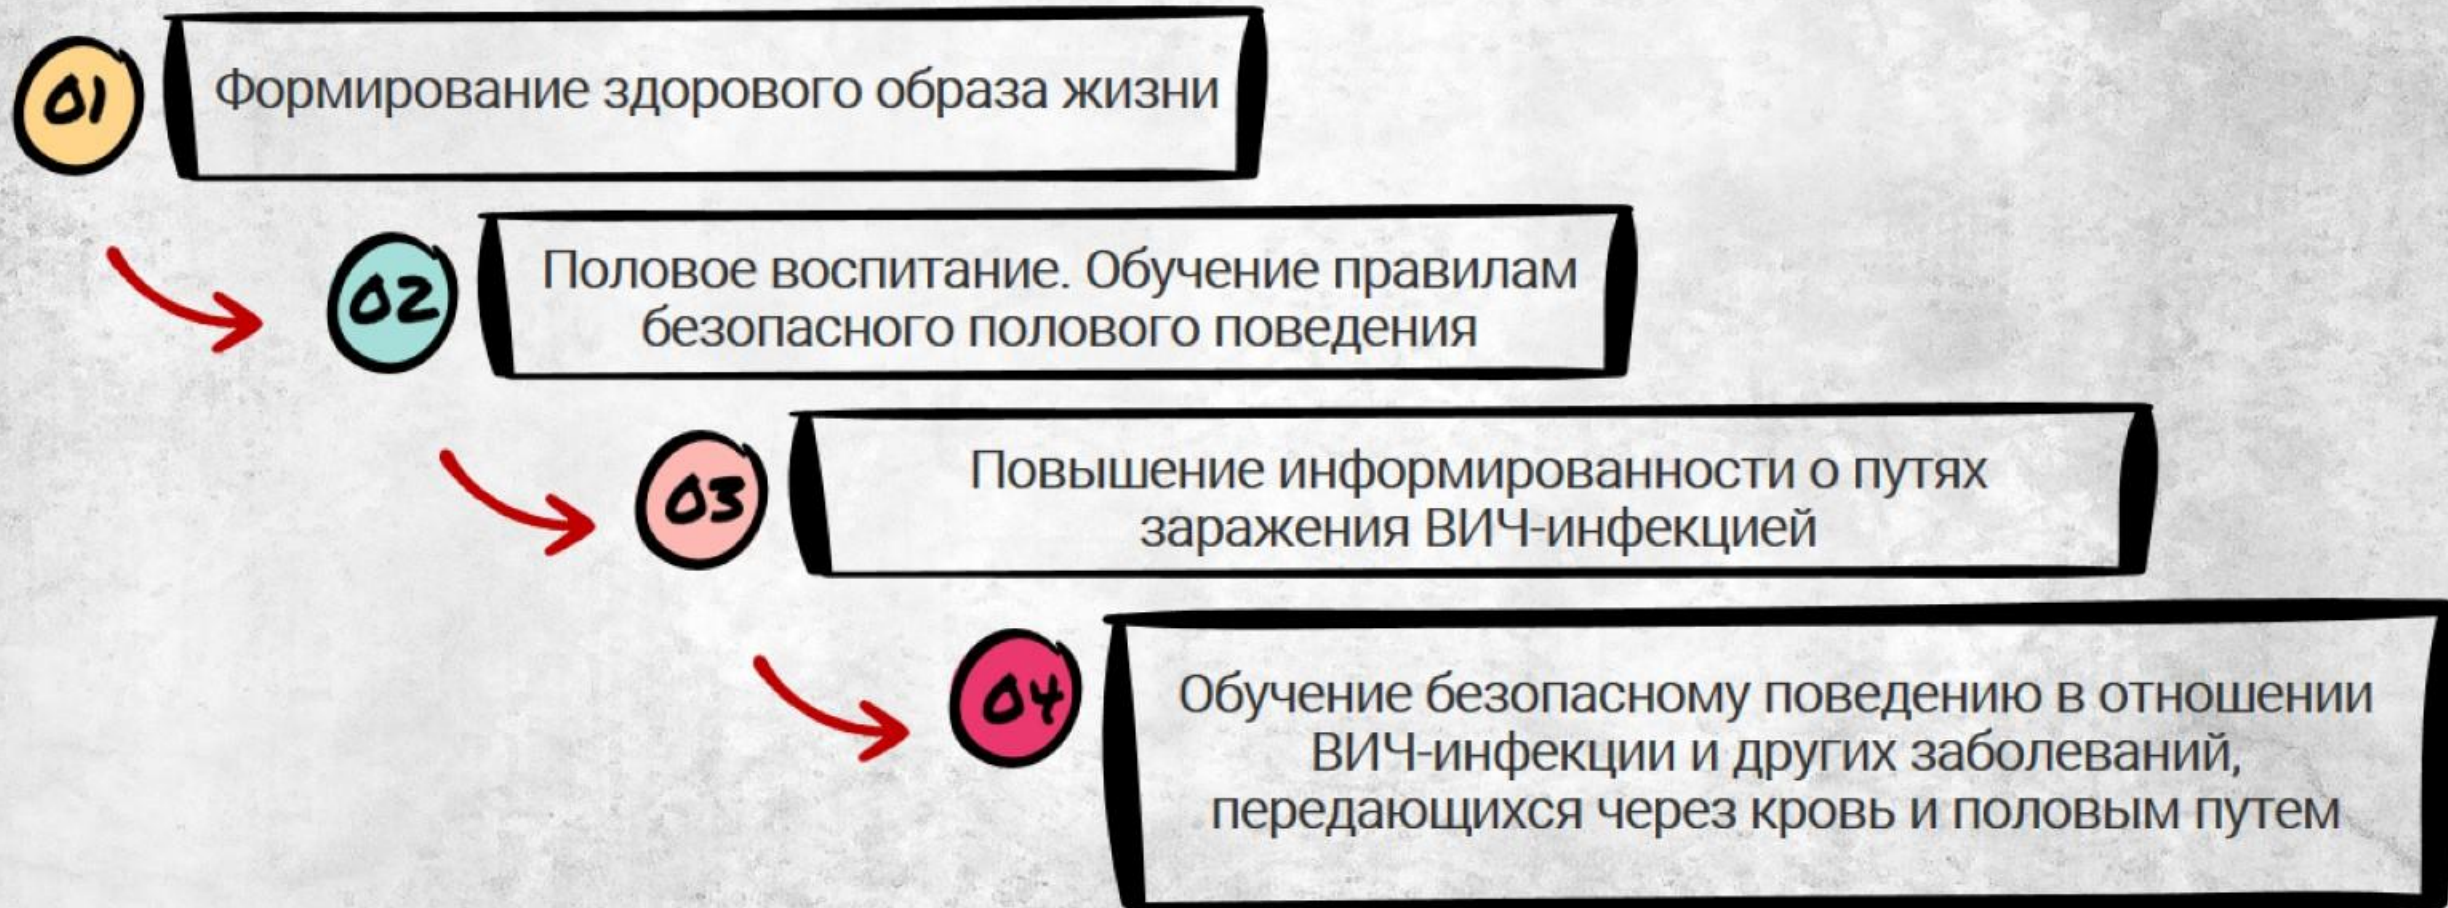 01
Формирование здорового образа жизни
02
Половое воспитание. Обучение правилам
безопасного полового поведения
03
Повышение информированности о путях
заражения ВИЧ-инфекцией
04
Обучение безопасному поведению в отношении
ВИЧ-инфекции и других заболеваний,
передающихся через кровь и половым путем